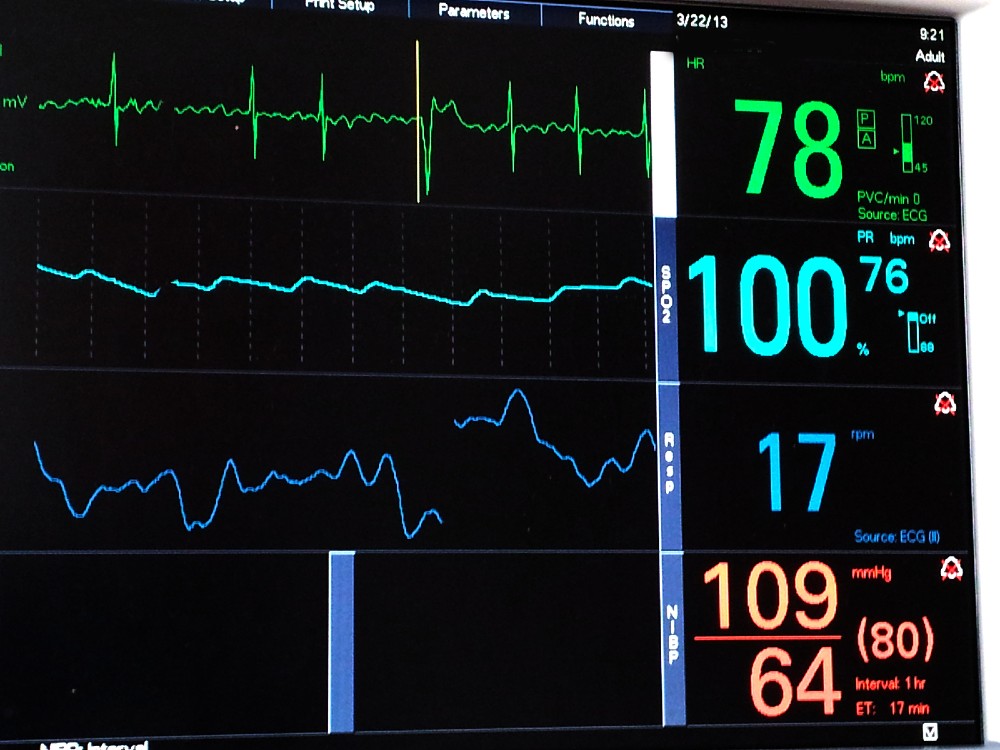 Print Setup
Parameters
Functions
3/22/13
9:21
Adult
HR
bpm
mV
78
P
A
120
45
on
PVC/min 0
Source: ECG
PR bpm
SPO2
100
76
%
Off
Resp
rpm
17
Source: ECG (II)
NIBP
109
mmHg
64
(80)
Interval: 1 hr
ET: 17 min